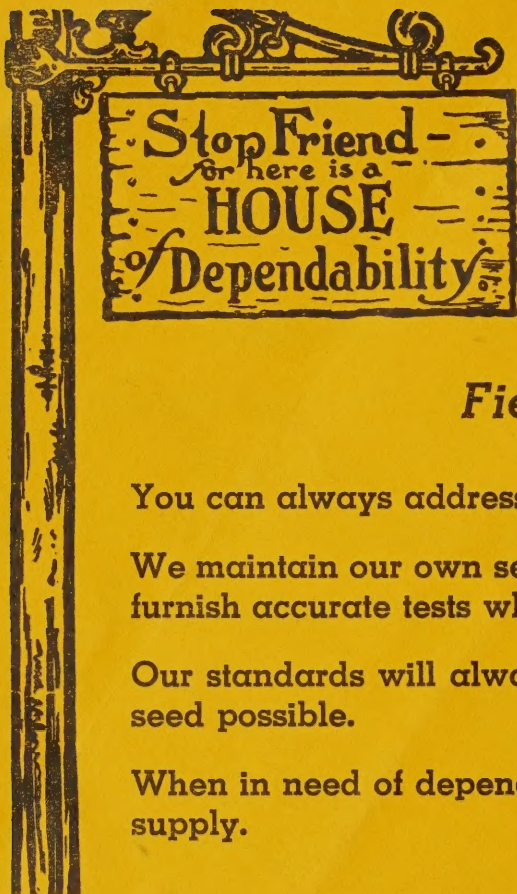 Stop Friend -
for here is a
HOUSE
of Dependability
Fie
You can always address
We maintain our own se
furnish accurate tests wh
Our standards will alwa
seed possible.
When in need of depend
supply.